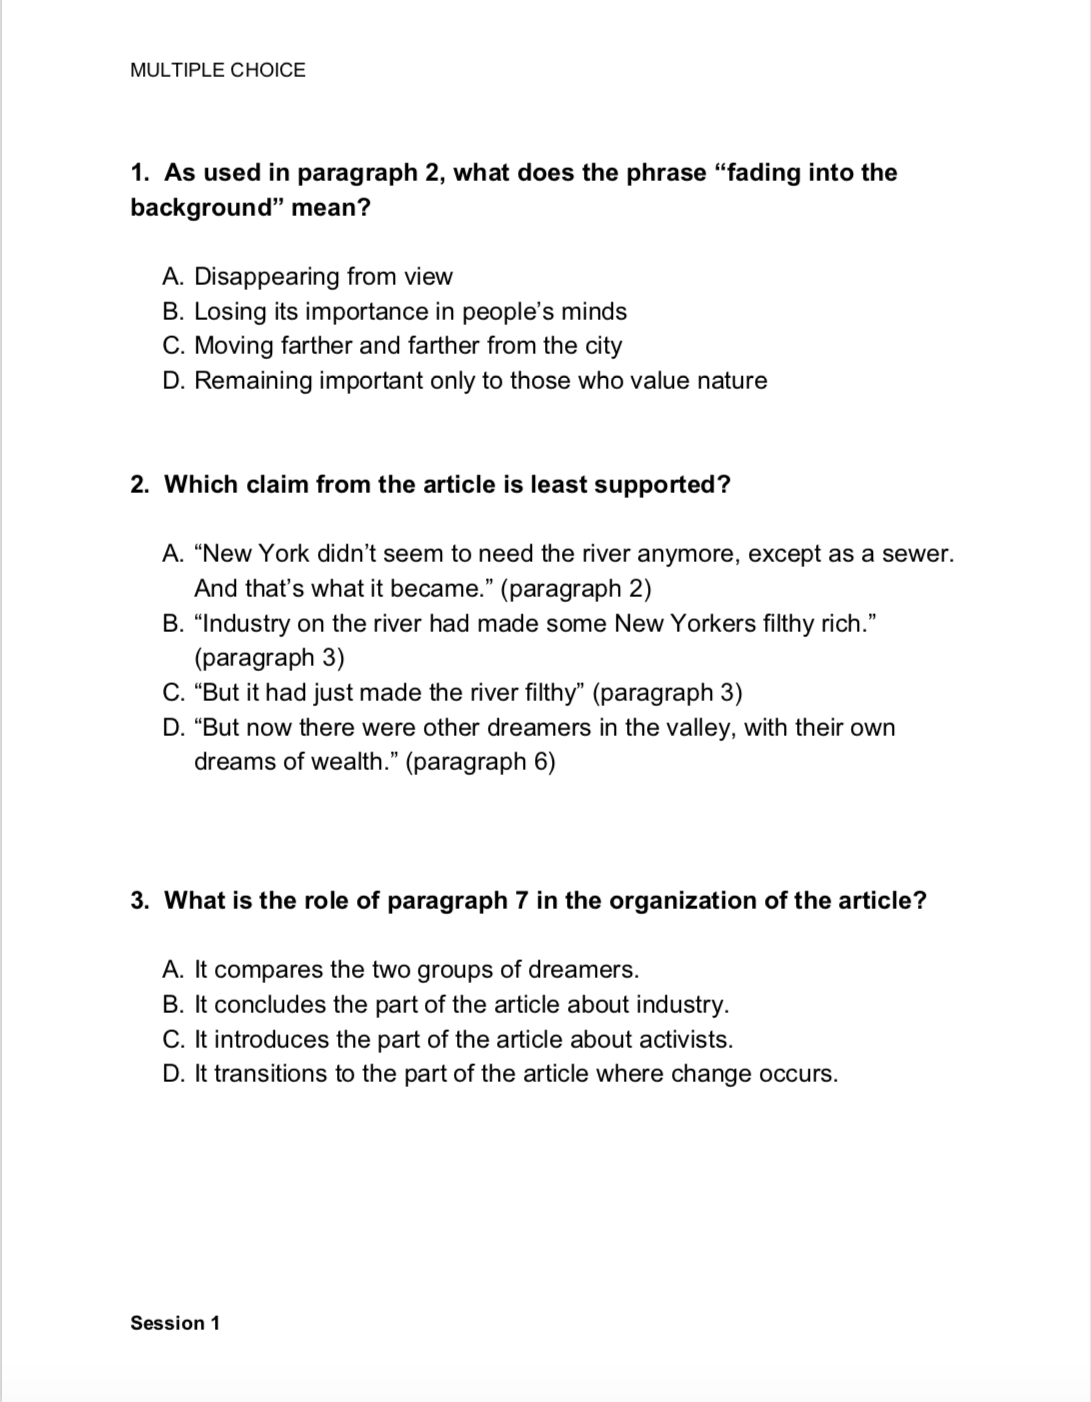 MULTIPLE CHOICE
1. As used in paragraph 2, what does the phrase “fading into the
background” mean?
A. Disappearing from view
B. Losing its importance in people’s minds
C. Moving farther and farther from the city
D. Remaining important only to those who value nature
2. Which claim from the article is least supported?
A. “New York didn’t seem to need the river anymore, except as a sewer.
And that’s what it became.” (paragraph 2)
B. “Industry on the river had made some New Yorkers filthy rich.”
(paragraph 3)
C. “But it had just made the river filthy” (paragraph 3)
D. “But now there were other dreamers in the valley, with their own
dreams of wealth.” (paragraph 6)
3. What is the role of paragraph 7 in the organization of the article?
A. It compares the two groups of dreamers.
B. It concludes the part of the article about industry.
C. It introduces the part of the article about activists.
D. It transitions to the part of the article where change occurs.
Session 1